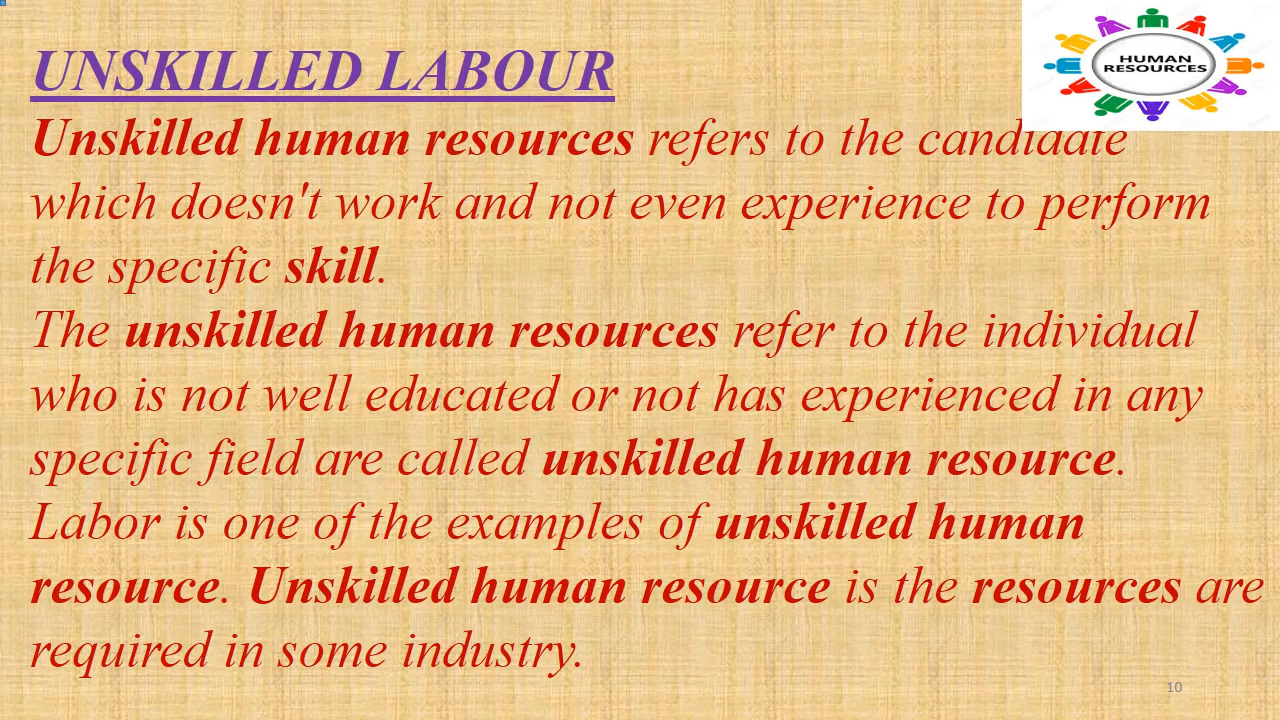 UNSKILLED LABOUR
HUMAN
RESOURCES
Unskilled human resources refers to the candidate
which doesn't work and not even experience to perform
the specific skill.
The unskilled human resources refer to the individual
who is not well educated or not has experienced in any
specific field are called unskilled human resource.
Labor is one of the examples of unskilled human
resource. Unskilled human resource is the resources are
required in some industry.
10